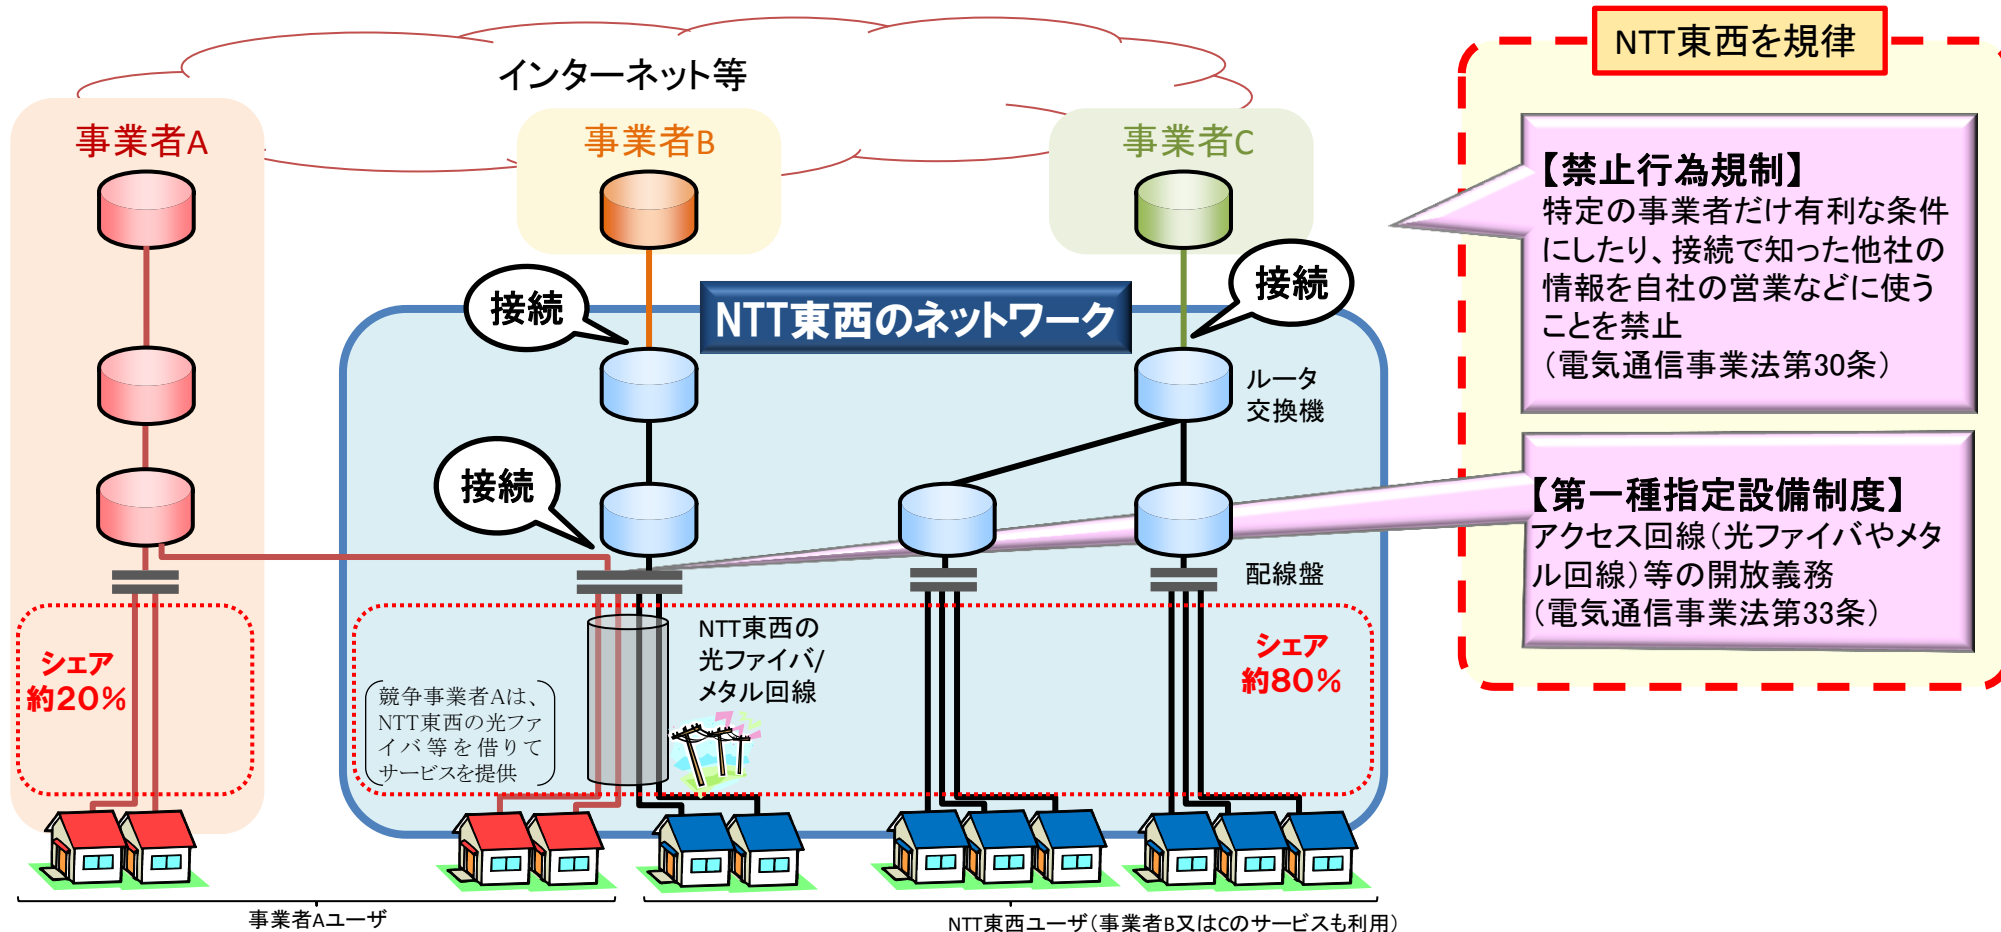 インターネット等
事業者A
事業者B
事業者C
接続
接続
NTT東西のネットワーク
ルータ
交換機
接続
配線盤
シェア
約20%
競争事業者Aは、
NTT東西の光ファ
イバ等を借りて
サービスを提供
NTT東西の
光ファイバ/
メタル回線
シェア
約80%
事業者Aユーザ
NTT東西ユーザ(事業者B又はCのサービスも利用)
NTT東西を規律
【禁止行為規制】
特定の事業者だけ有利な条件
にしたり、接続で知った他社の
情報を自社の営業などに使う
ことを禁止
(電気通信事業法第30条)
【第一種指定設備制度】
アクセス回線(光ファイバやメタ
ル回線)等の開放義務
(電気通信事業法第33条)